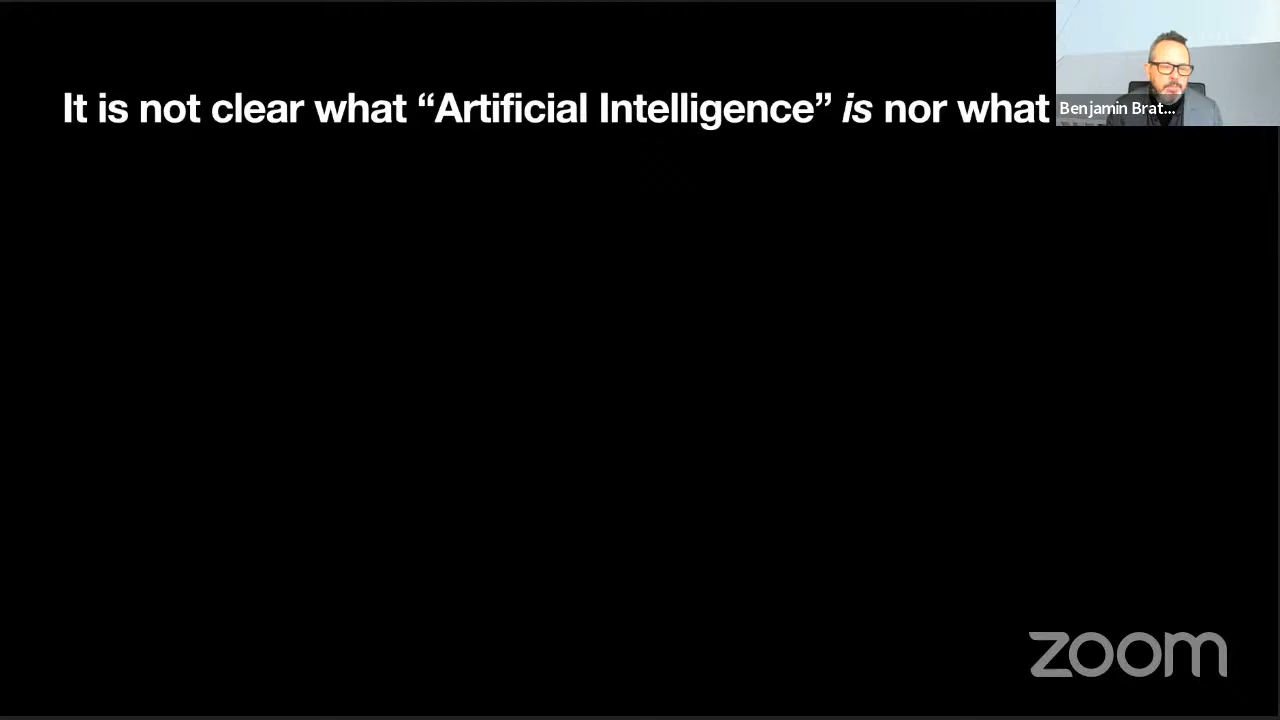 It is not clear what “Artificial Intelligence” is nor what
Benjamin Brat...
zoom